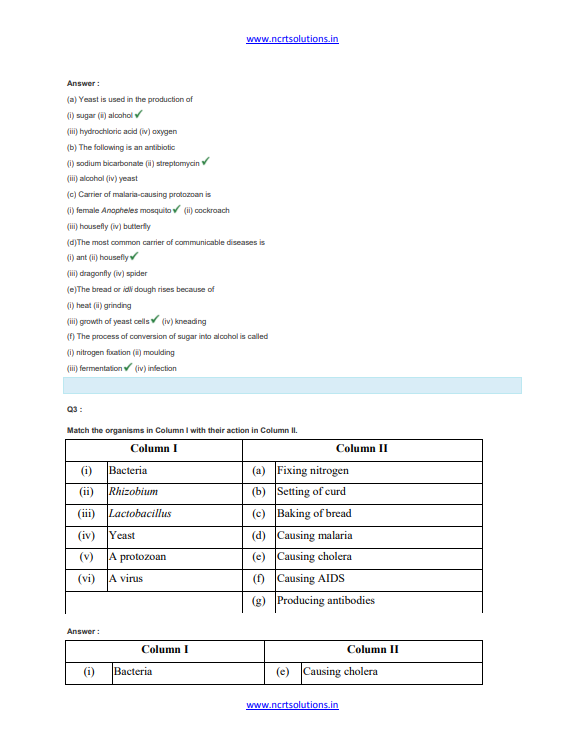 www.ncrtsolutions.in
Answer :
(a) Yeast is used in the production of
(i) sugar (ii) alcohol ✓
(iii) hydrochloric acid (iv) oxygen
(b) The following is an antibiotic
(i) sodium bicarbonate (ii) streptomycin ✓
(iii) alcohol (iv) yeast
(c) Carrier of malaria-causing protozoan is
(i) female Anopheles mosquito ✓ (ii) cockroach
(iii) housefly (iv) butterfly
(d)The most common carrier of communicable diseases is
(i) ant (ii) housefly ✓
(iii) dragonfly (iv) spider
(e)The bread or idli dough rises because of
(i) heat (ii) grinding
(iii) growth of yeast cells ✓ (iv) kneading
(f) The process of conversion of sugar into alcohol is called
(i) nitrogen fixation (ii) moulding
(iii) fermentation ✓ (iv) infection
Q3 :
Match the organisms in Column I with their action in Column II.
Column I Column II
(i) Bacteria (a) Fixing nitrogen
(ii) Rhizobium (b) Setting of curd
(iii) Lactobacillus (c) Baking of bread
(iv) Yeast (d) Causing malaria
(v) A protozoan (e) Causing cholera
(vi) A virus (f) Causing AIDS
(g) Producing antibodies
Answer :
Column I Column II
(i) Bacteria (e) Causing cholera
www.ncrtsolutions.in